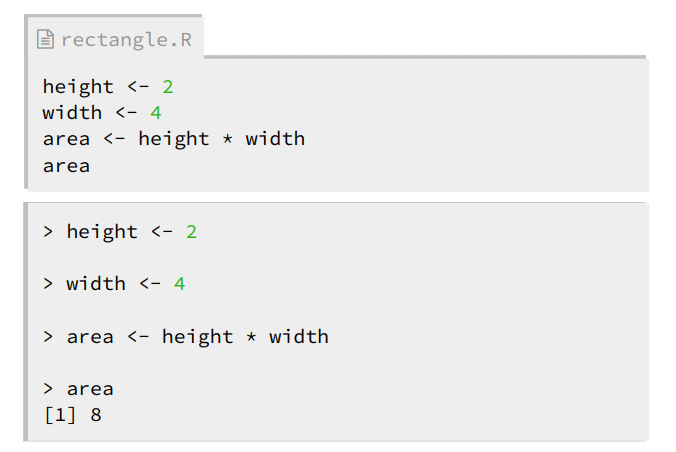 rectangle.R
height <- 2
width <- 4
area <- height * width
area
> height <- 2
> width <- 4
> area <- height * width
> area
[1] 8